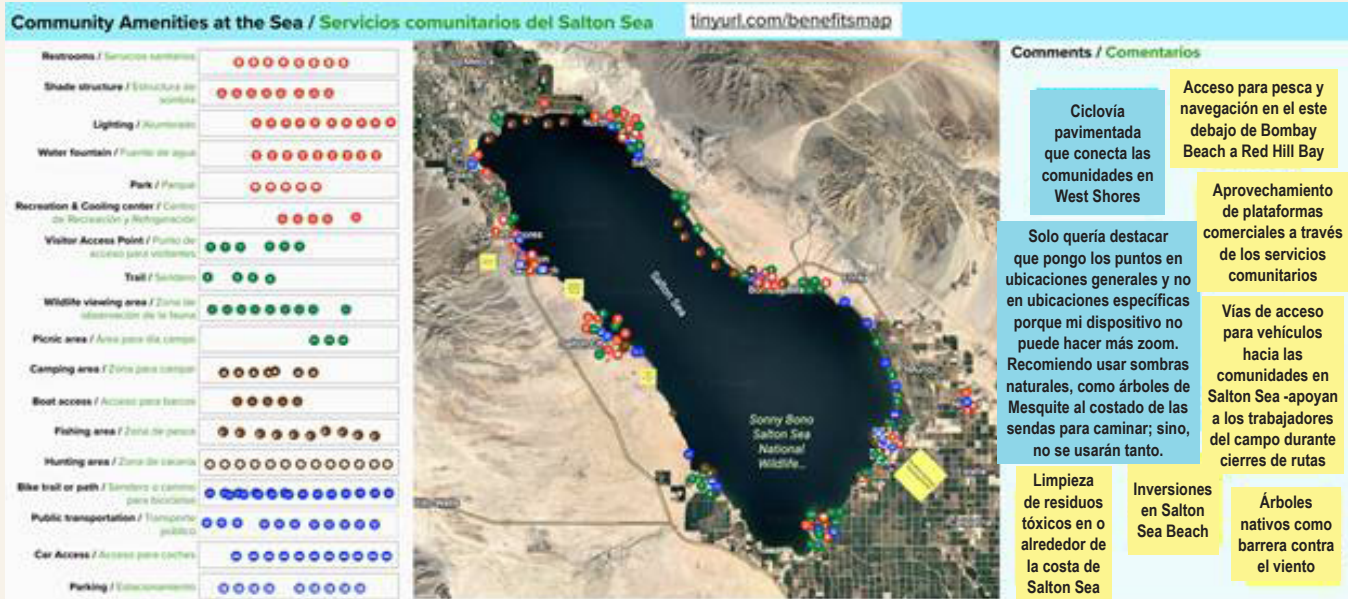 Community Amenities at the Sea / Servicios comunitarios del Salton Sea
tinyurl.com/benefitsmap
Restrooms / Servicios sanitarios
Shade structure / Estructura de
sombra
Lighting / Alumbrado
Water fountain / Fuente de agua
Park / Parque
Recreation & Cooling center / Centro
de Recreación y Refrigeración
Visitor Access Point / Punto de
acceso para visitantes
Trail / Sendero
Wildlife viewing area / Zona de
observación de la fauna
Picnic area / Área para día campo
Camping area / Zona para campar
Boat access / Acceso para barcos
Fishing area / Zona de pesca
Hunting area / Zona de cacería
Bike trail or path / Sendero o camino
para bicicletas
Public transportation / Transporte
público
Car Access / Acceso para coches
Parking / Estacionamiento
Salton Sea
Sonny Bono
Salton Sea
National
Wildlife...
Comments / Comentarios
Ciclovía
pavimentada
que conecta las
comunidades en
West Shores
Acceso para pesca y
navegación en el este
debajo de Bombay
Beach a Red Hill Bay
Aprovechamiento
de plataformas
comerciales a través
de los servicios
comunitarios
Solo quería destacar
que pongo los puntos en
ubicaciones generales y no
en ubicaciones específicas
porque mi dispositivo no
puede hacer más zoom.
Recomiendo usar sombras
naturales, como árboles de
Mesquite al costado de las
sendas para caminar; sino,
no se usarán tanto.
Vías de acceso
para vehículos
hacia las
comunidades en
Salton Sea -apoyan
a los trabajadores
del campo durante
cierres de rutas
Limpieza
de residuos
tóxicos en o
alrededor de
la costa de
Salton Sea
Inversiones
en Salton
Sea Beach
Árboles
nativos como
barrera contra
el viento